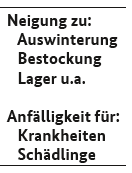 Neigung zu:
Auswinterung
Bestockung
Lager u.a.
Anfälligkeit für:
Krankheiten
Schädlinge